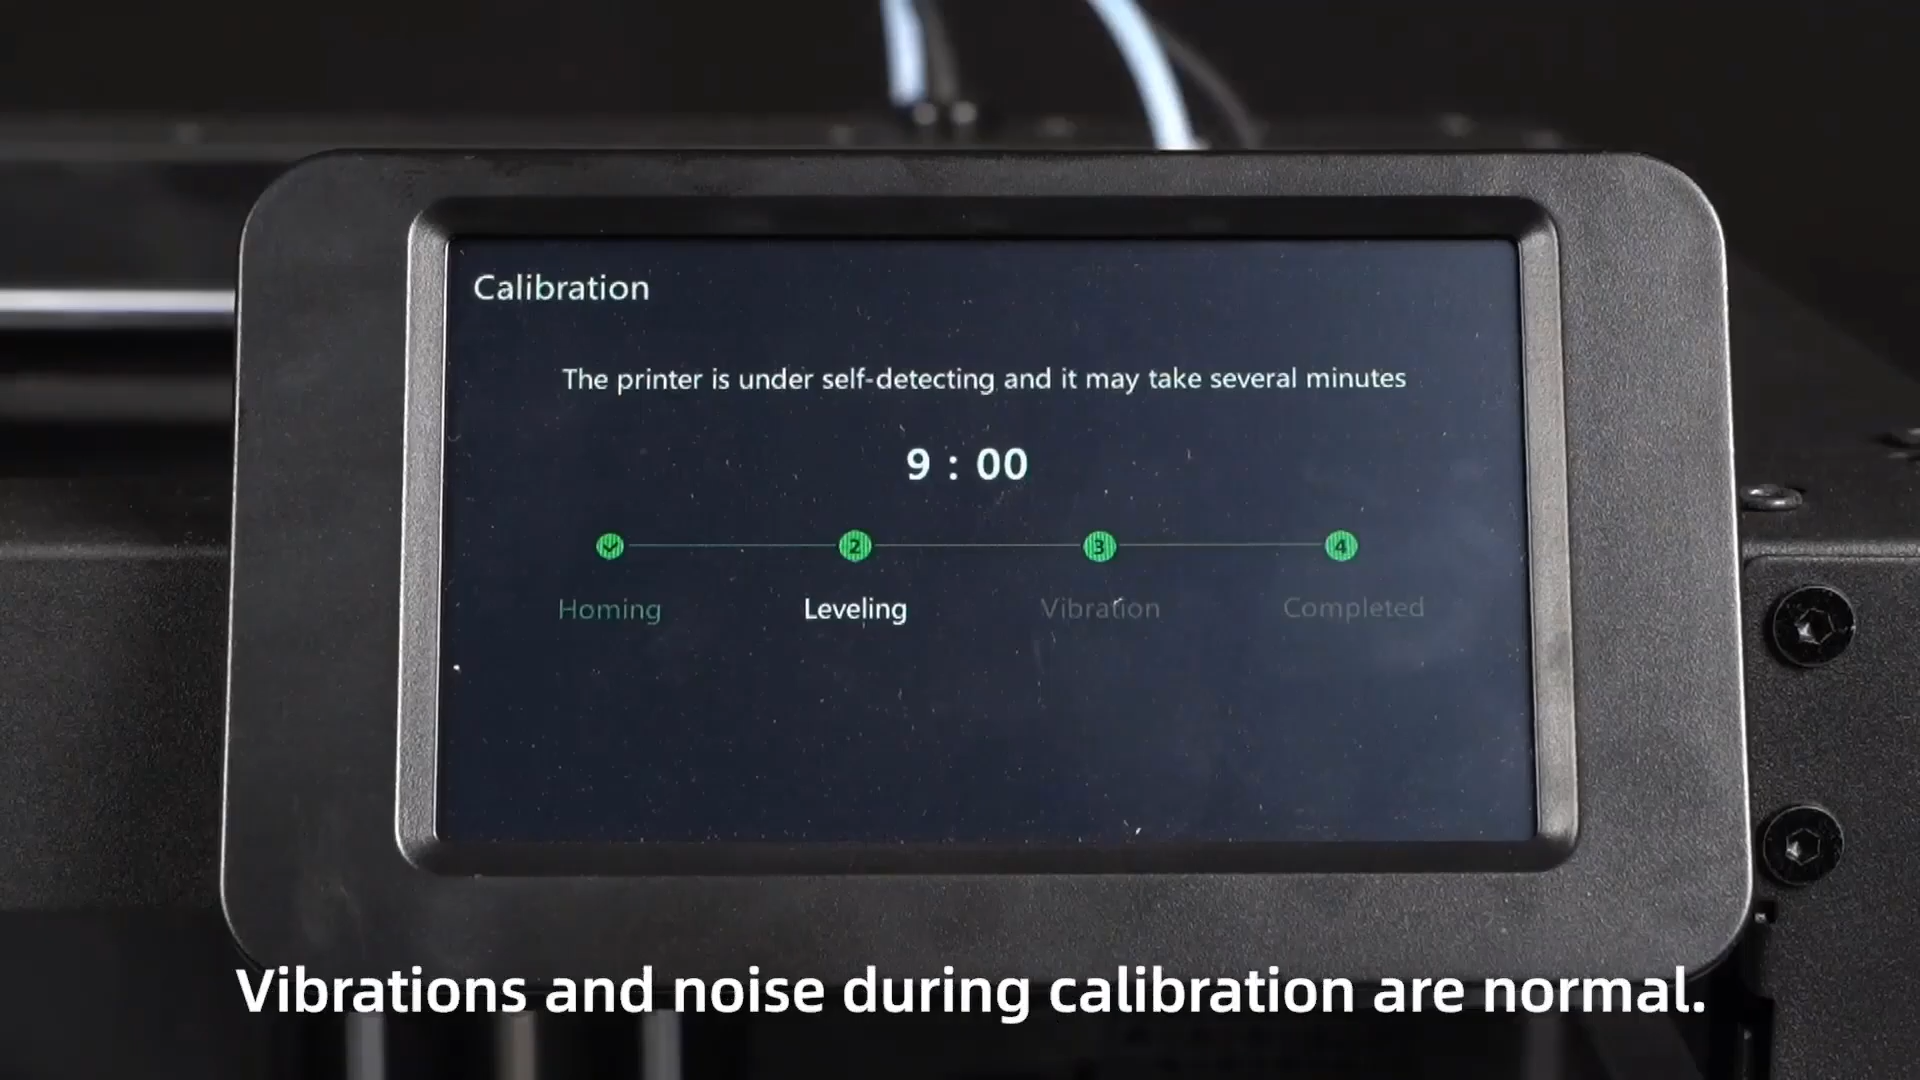 Calibration
The printer is under self-detecting and it may take several minutes
9 : 00
2 3 4
Homing Leveling Vibration Completed
Vibrations and noise during calibration are normal.